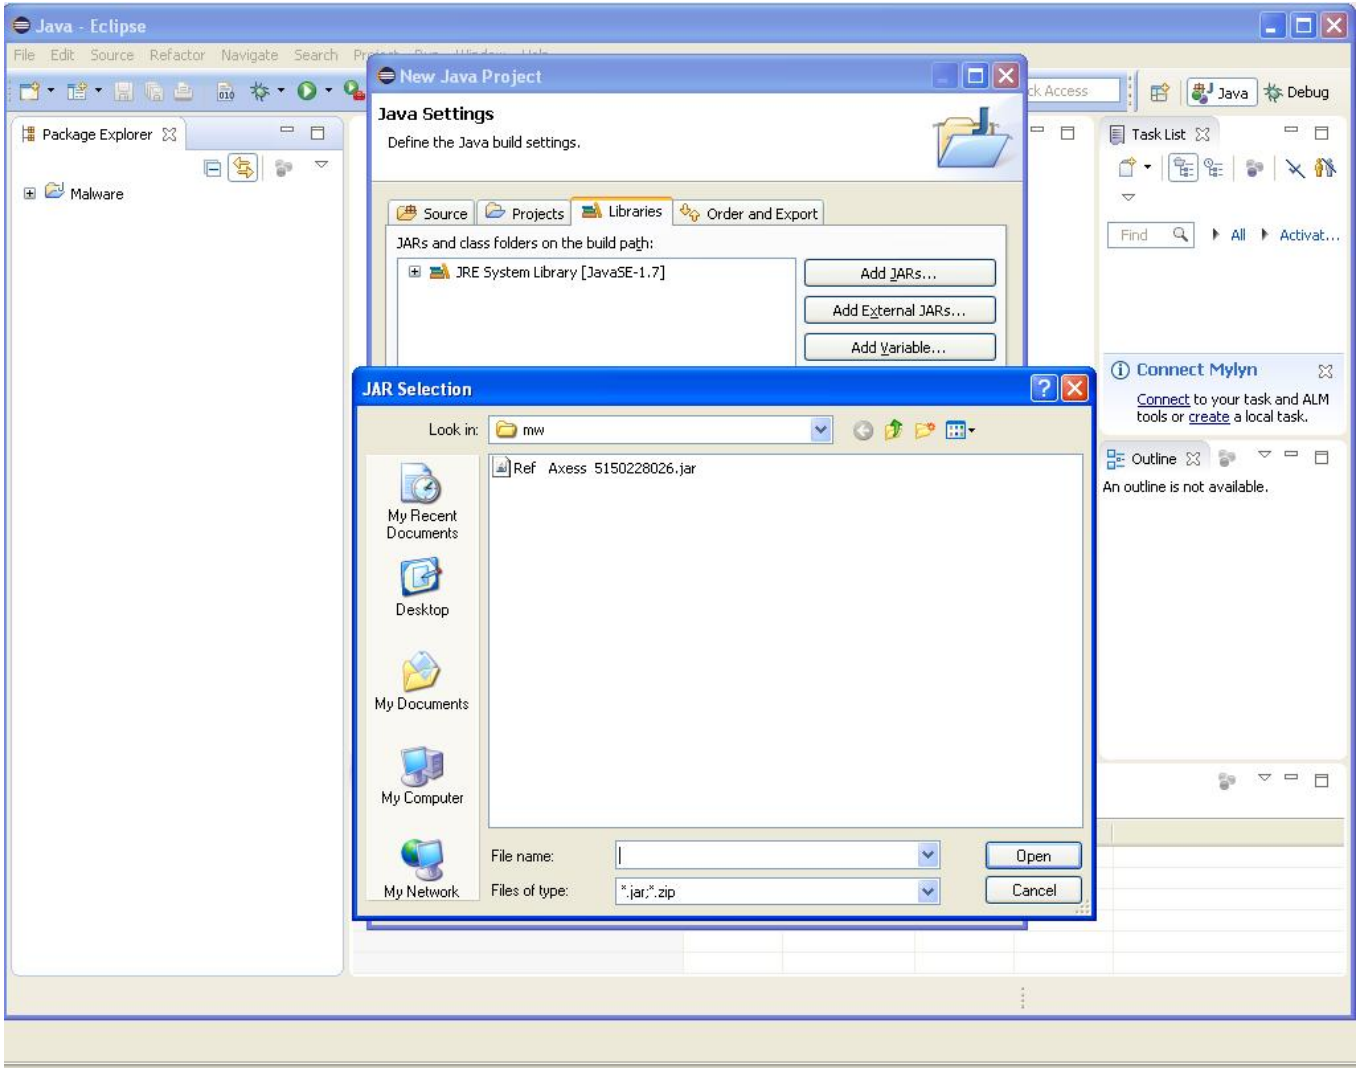 Java - Eclipse
File Edit Source Refactor Navigate Search
New Java Project
Java Settings
Define the Java build settings.
Source Projects Libraries Order and Export
JARs and class folders on the build path:
JRE System Library [JavaSE-1.7]
Add JARs...
Add External JARs...
Add Variable...
Access
Java Debug
Package Explorer
Malware
Task List
Find All Activat...
Connect Mylyn
Connect to your task and ALM
tools or create a local task.
Outline
An outline is not available.
JAR Selection
Look in: mw
Ref Axess 5150228026.jar
My Recent
Documents
Desktop
My Documents
My Computer
My Network
File name: Open
Files of type: *.jar;*.zip Cancel